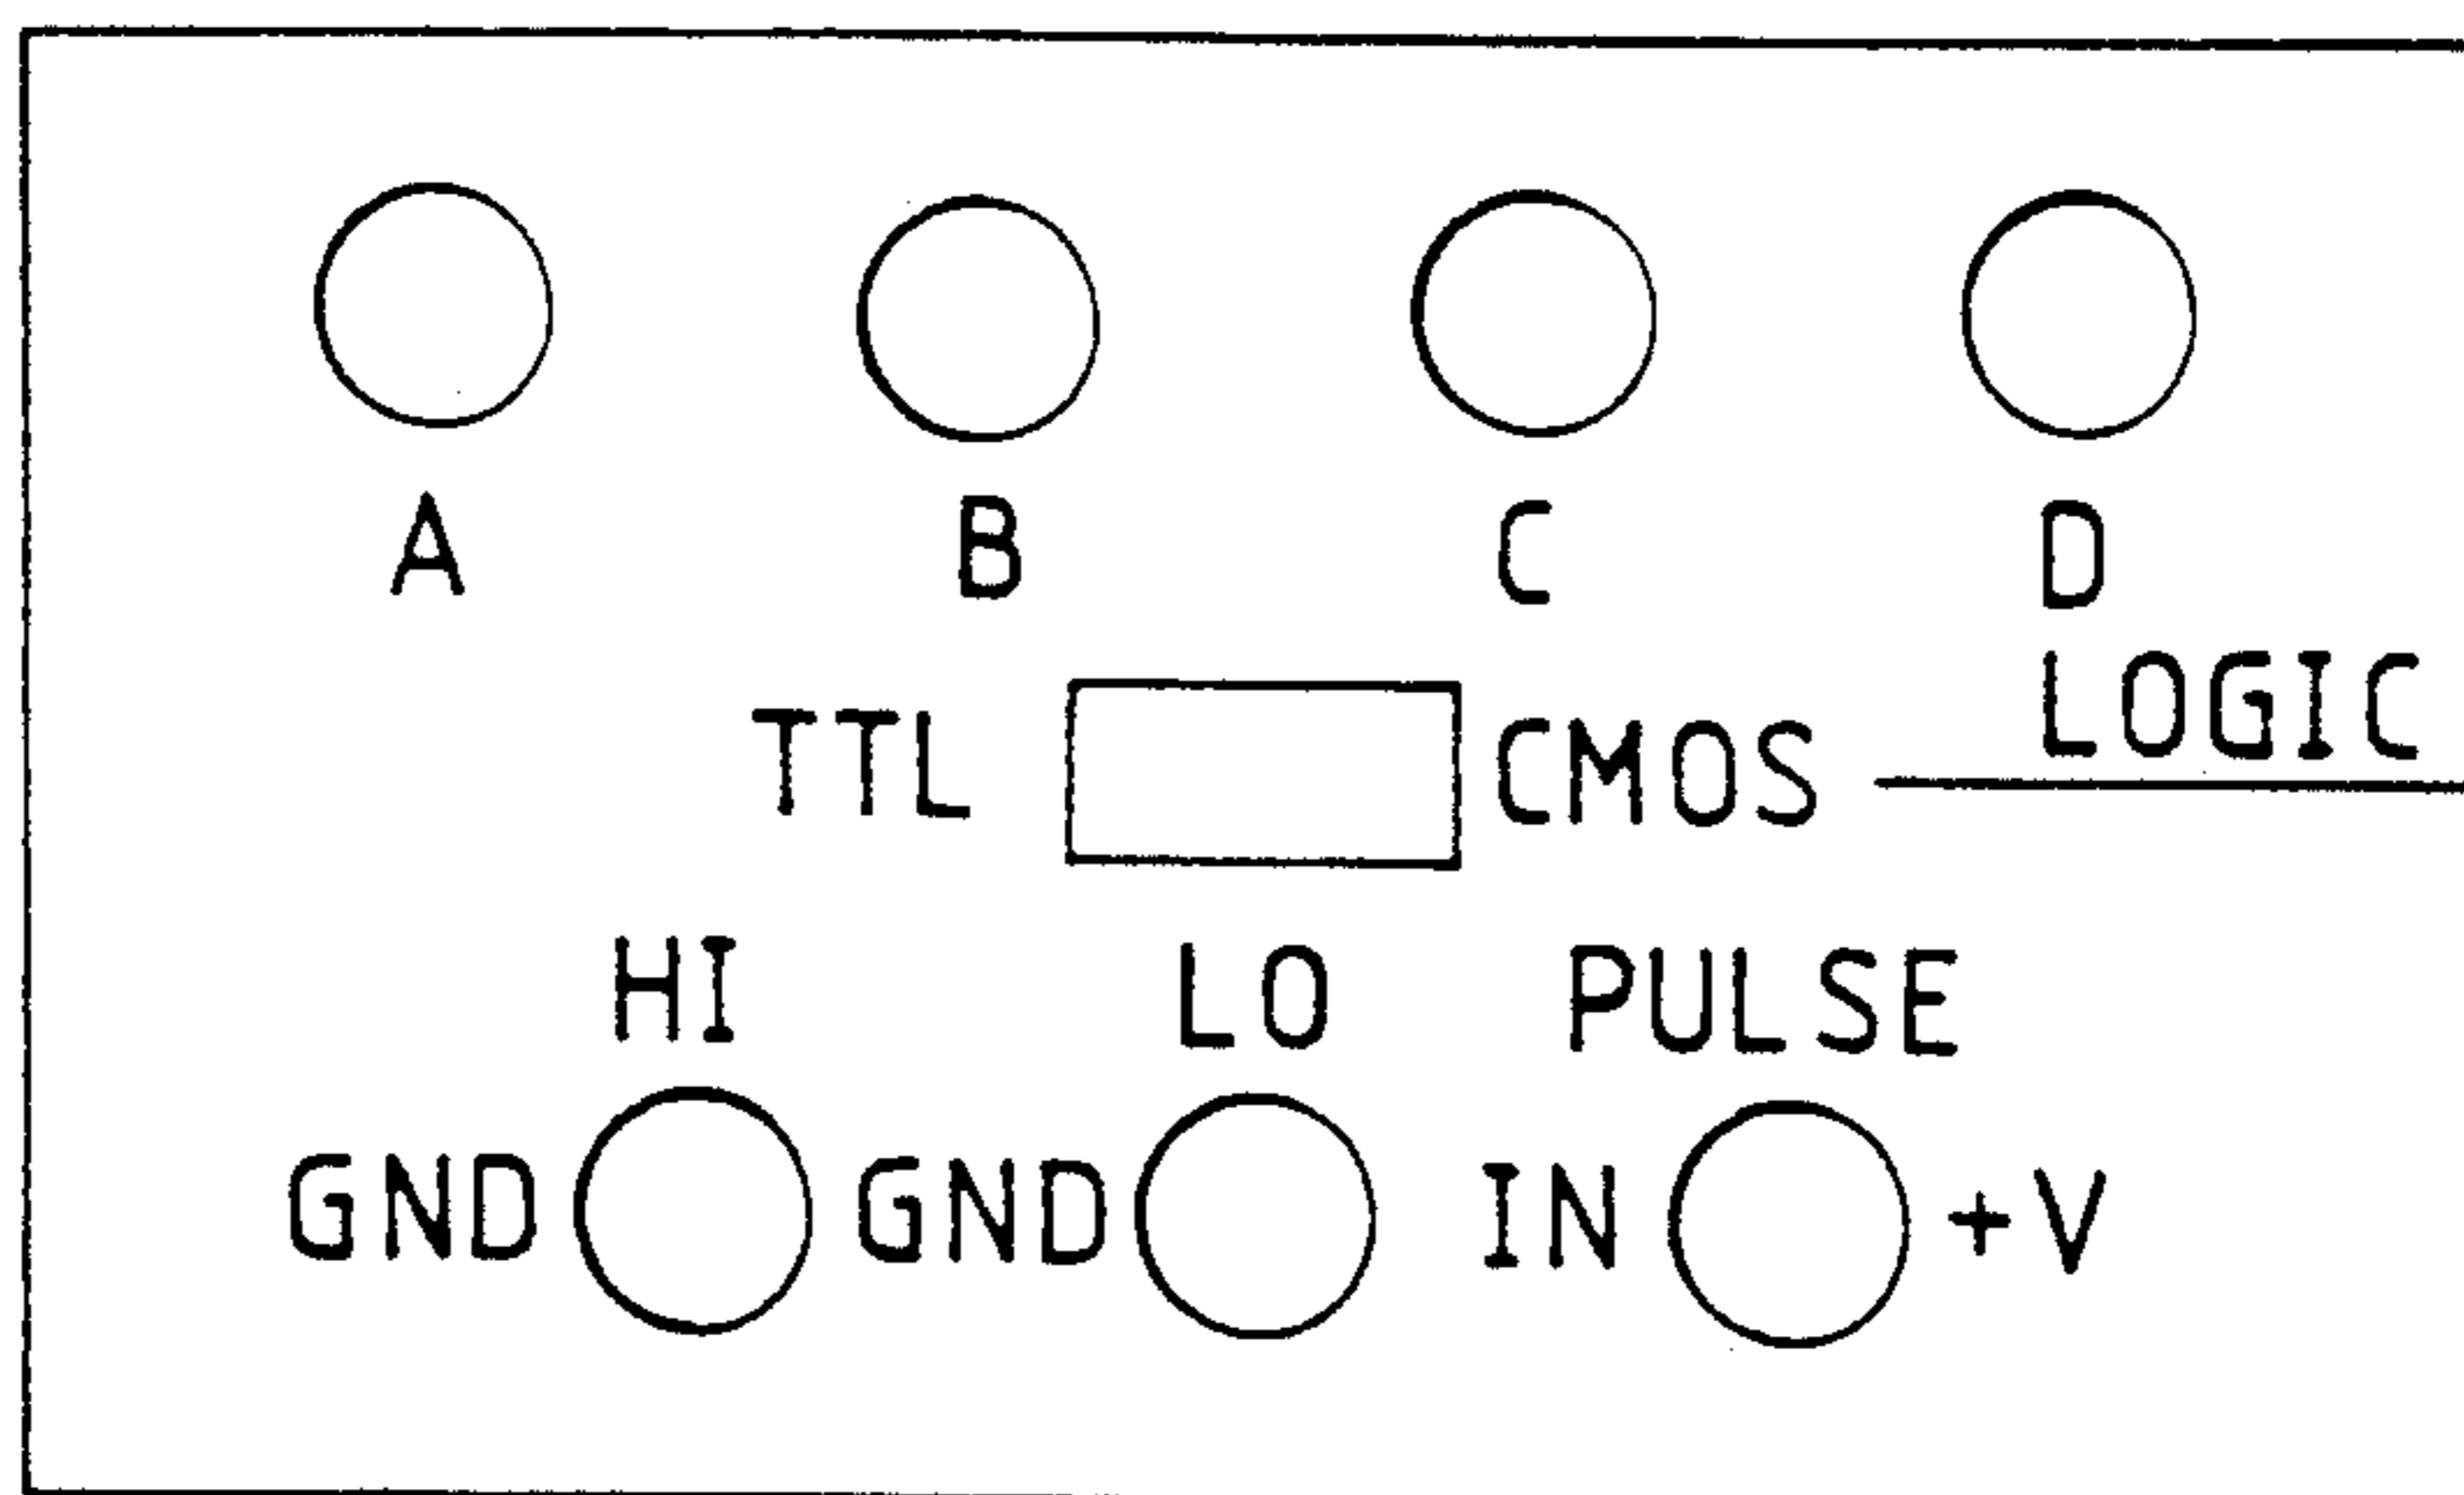 A B C D
LOGIC
TTL CMOS
HI LO PULSE
GND GND IN +V